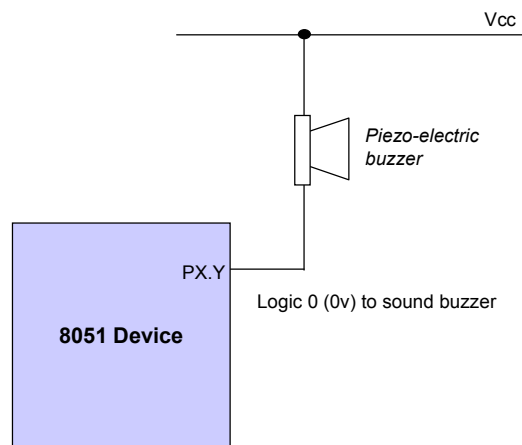 Vcc
Piezo-electric
buzzer
PX.Y
Logic 0 (0v) to sound buzzer
8051 Device